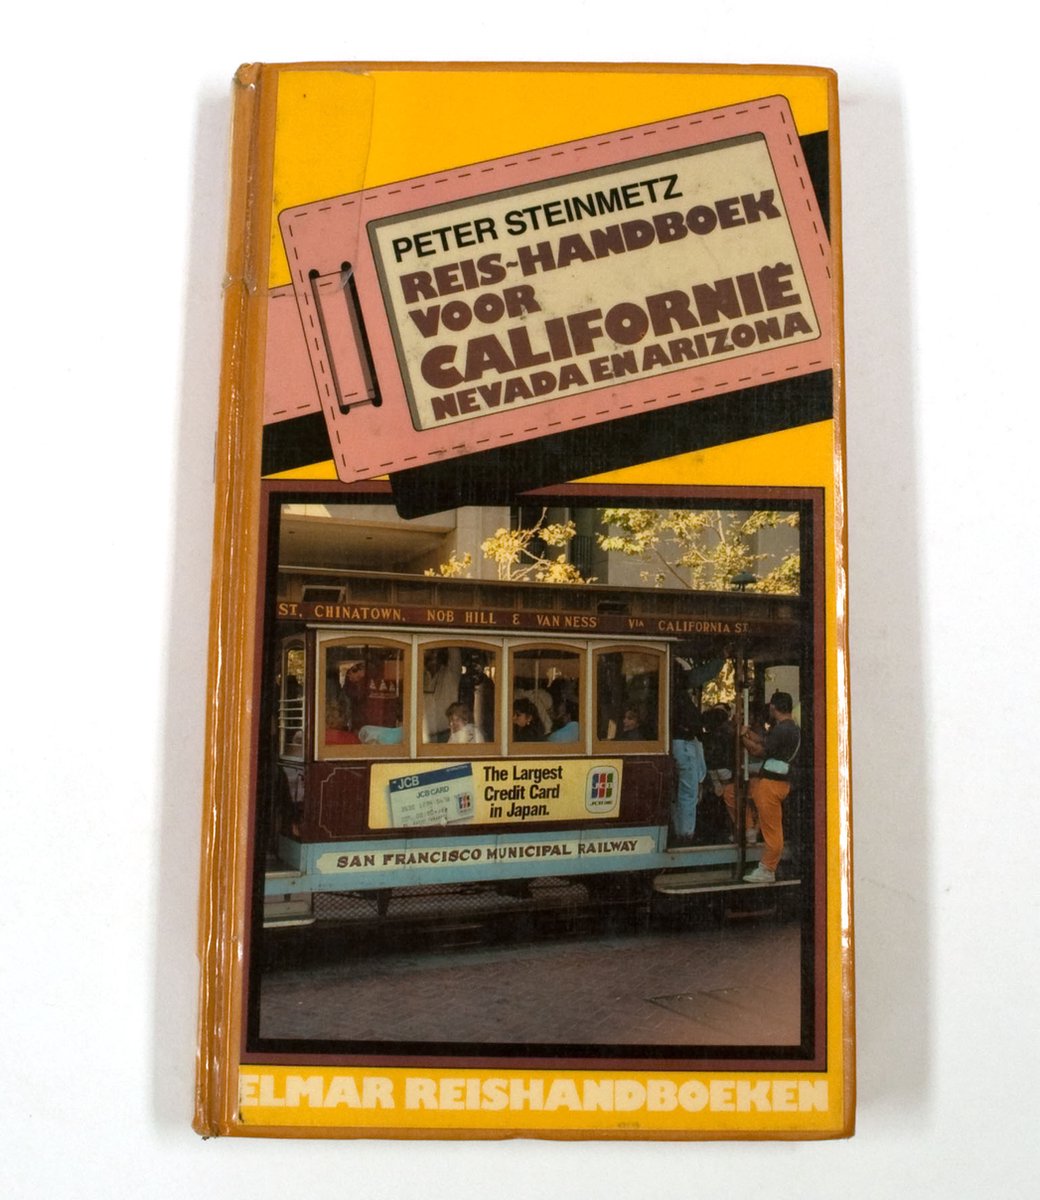 PETER STEINMETZ
REIS-HANDBOEK
VOOR
CALIFORNIË
NEVADA EN ARIZONA
ST, CHINATOWN, NOB HILL & VAN NESS VIA CALIFORNIA ST.
JCB
JCB CARD
The Largest
Credit Card
in Japan.
JCB
SAN FRANCISCO MUNICIPAL RAILWAY
ELMAR REISHANDBOEKEN